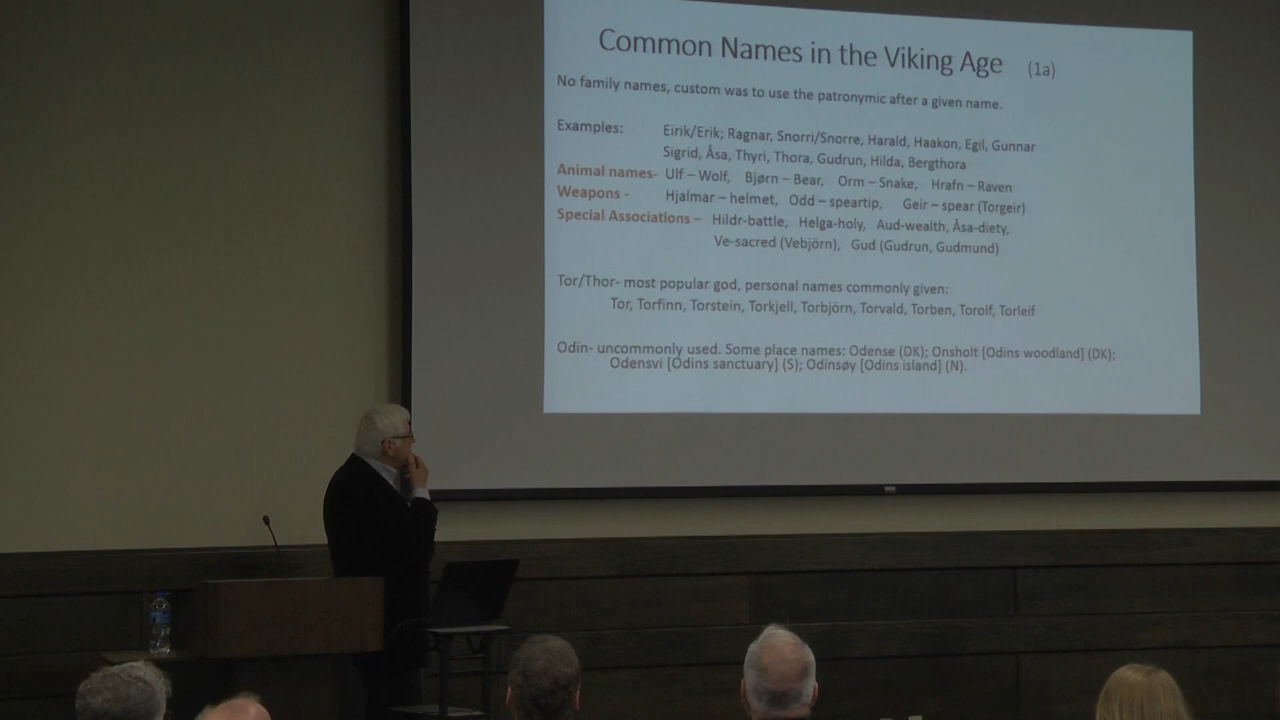 Common Names in the Viking Age (1a)
No family names, custom was to use the patronymic after a given name.
Examples: Eirik/Erik; Ragnar, Snorri/Snorre, Harald, Haakon, Egil, Gunnar
Sigrid, Åsa, Thyri, Thora, Gudrun, Hilda, Bergthora
Animal names- Ulf – Wolf, Bjørn – Bear, Orm – Snake, Hrafn – Raven
Weapons - Hjalmar – helmet, Odd – speartip, Geir – spear (Torgeir)
Special Associations – Hildr-battle, Helga-holy, Aud-wealth, Åsa-diety,
Ve-sacred (Vebjörn), Gud (Gudrun, Gudmund)
Tor/Thor- most popular god, personal names commonly given:
Tor, Torfinn, Torstein, Torkjell, Torbjörn, Torvald, Torben, Torolf, Torleif
Odin- uncommonly used. Some place names: Odense (DK); Onsholt [Odins woodland] (DK);
Odensvi [Odins sanctuary] (S); Odinsøy [Odins island] (N).